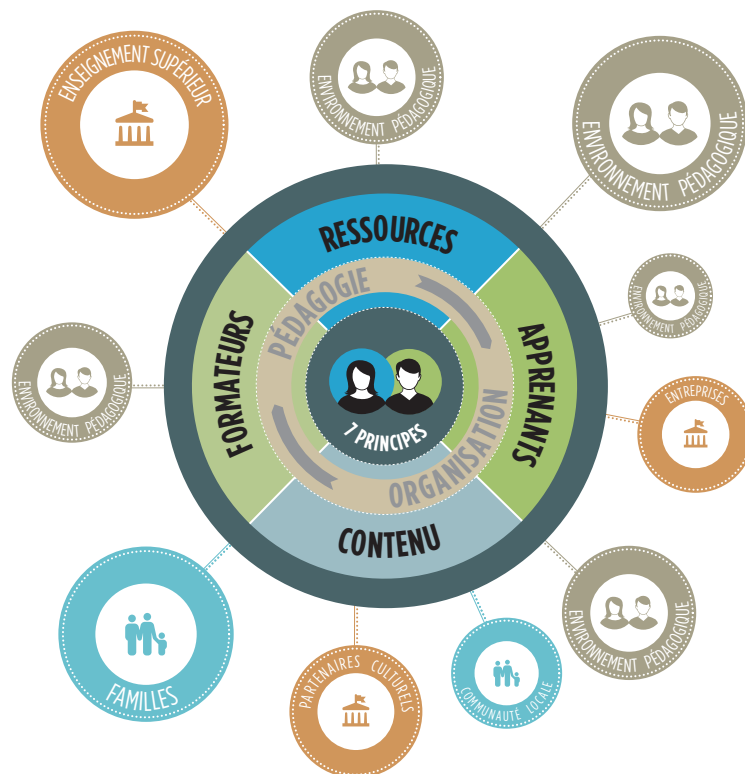 ENSEIGNEMENT SUPÉRIEUR
ENVIRONNEMENT PÉDAGOGIQUE
ENVIRONNEMENT PÉDAGOGIQUE
RESSOURCES
PÉDAGOGIE
ENVIRONNEMENT PÉDAGOGIQUE
FORMATEURS
APPRENANTS
ENVIRONNEMENT PÉDAGOGIQUE
7 PRINCIPES
ENTREPRISES
ORGANISATION
CONTENU
ENVIRONNEMENT PÉDAGOGIQUE
FAMILLES
PARTENAIRES CULTURELS
COMMUNAUTÉ LOCALE